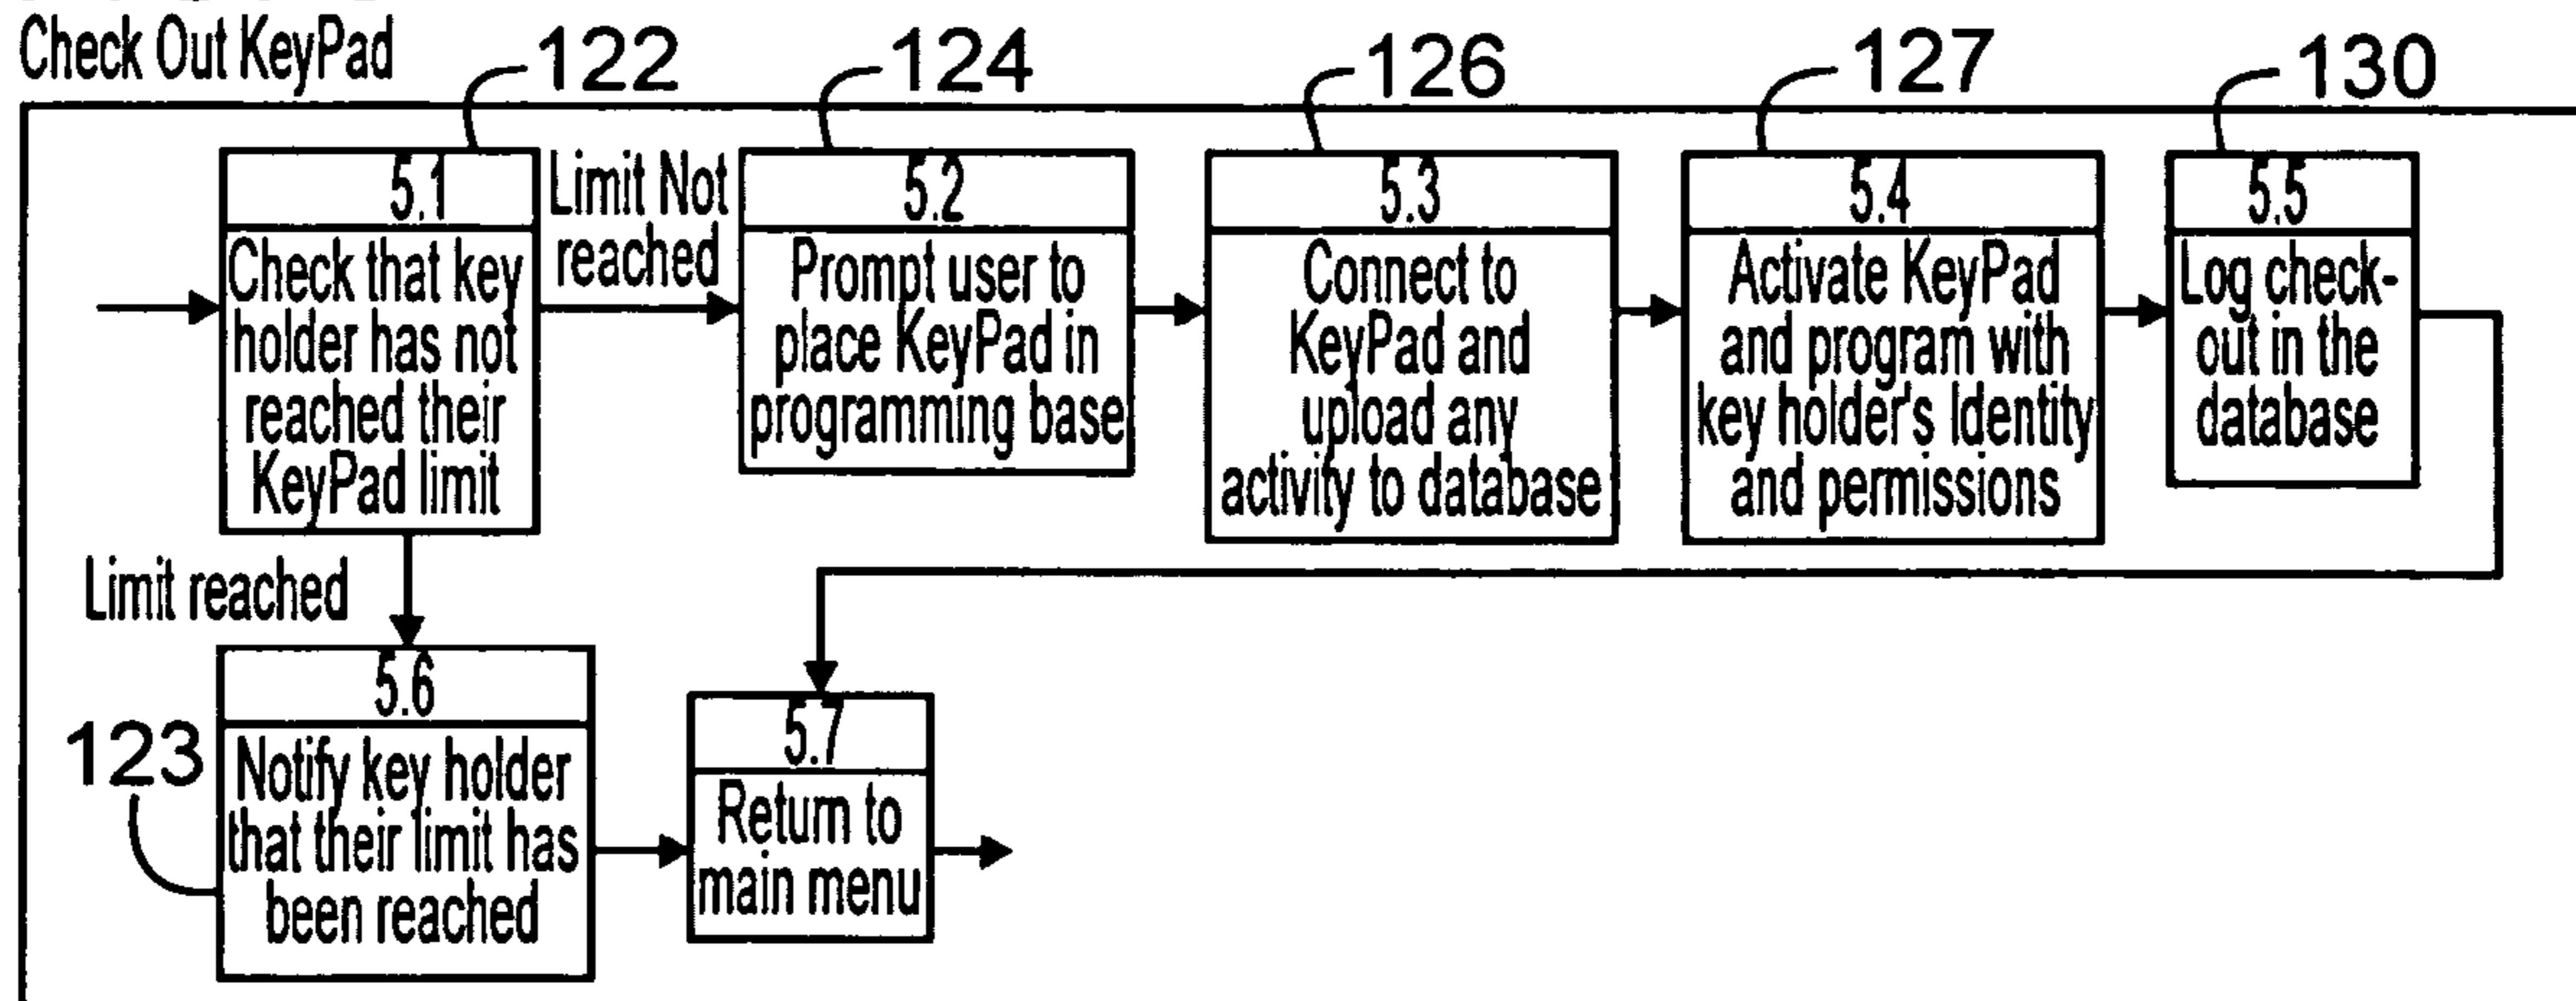 Check Out KeyPad
122
124
126
127
130
5.1
Check that key
holder has not
reached their
KeyPad limit
Limit Not
reached
5.2
Prompt user to
place KeyPad in
programming base
5.3
Connect to
KeyPad and
upload any
activity to database
5.4
Activate KeyPad
and program with
key holder's Identity
and permissions
5.5
Log check-
out in the
database
Limit reached
123
5.6
Notify key holder
that their limit has
been reached
5.7
Return to
main menu